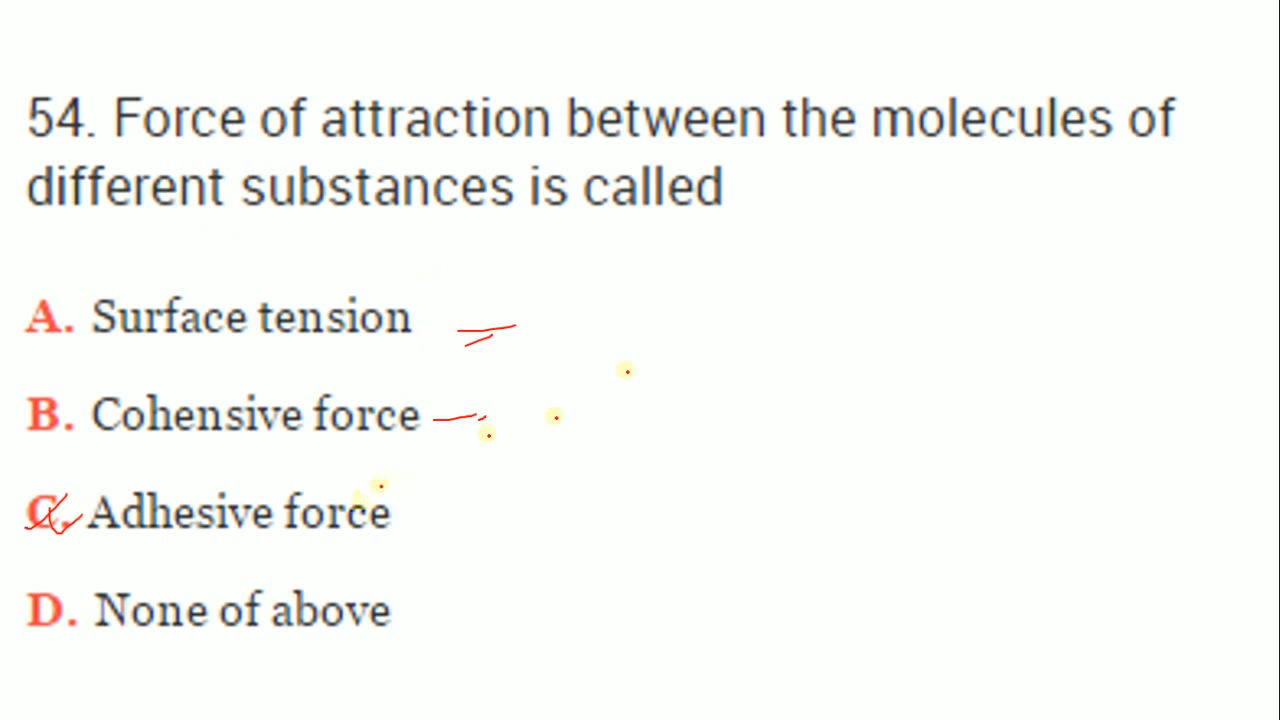 54. Force of attraction between the molecules of
different substances is called
A. Surface tension
B. Cohensive force
C. Adhesive force
D. None of above